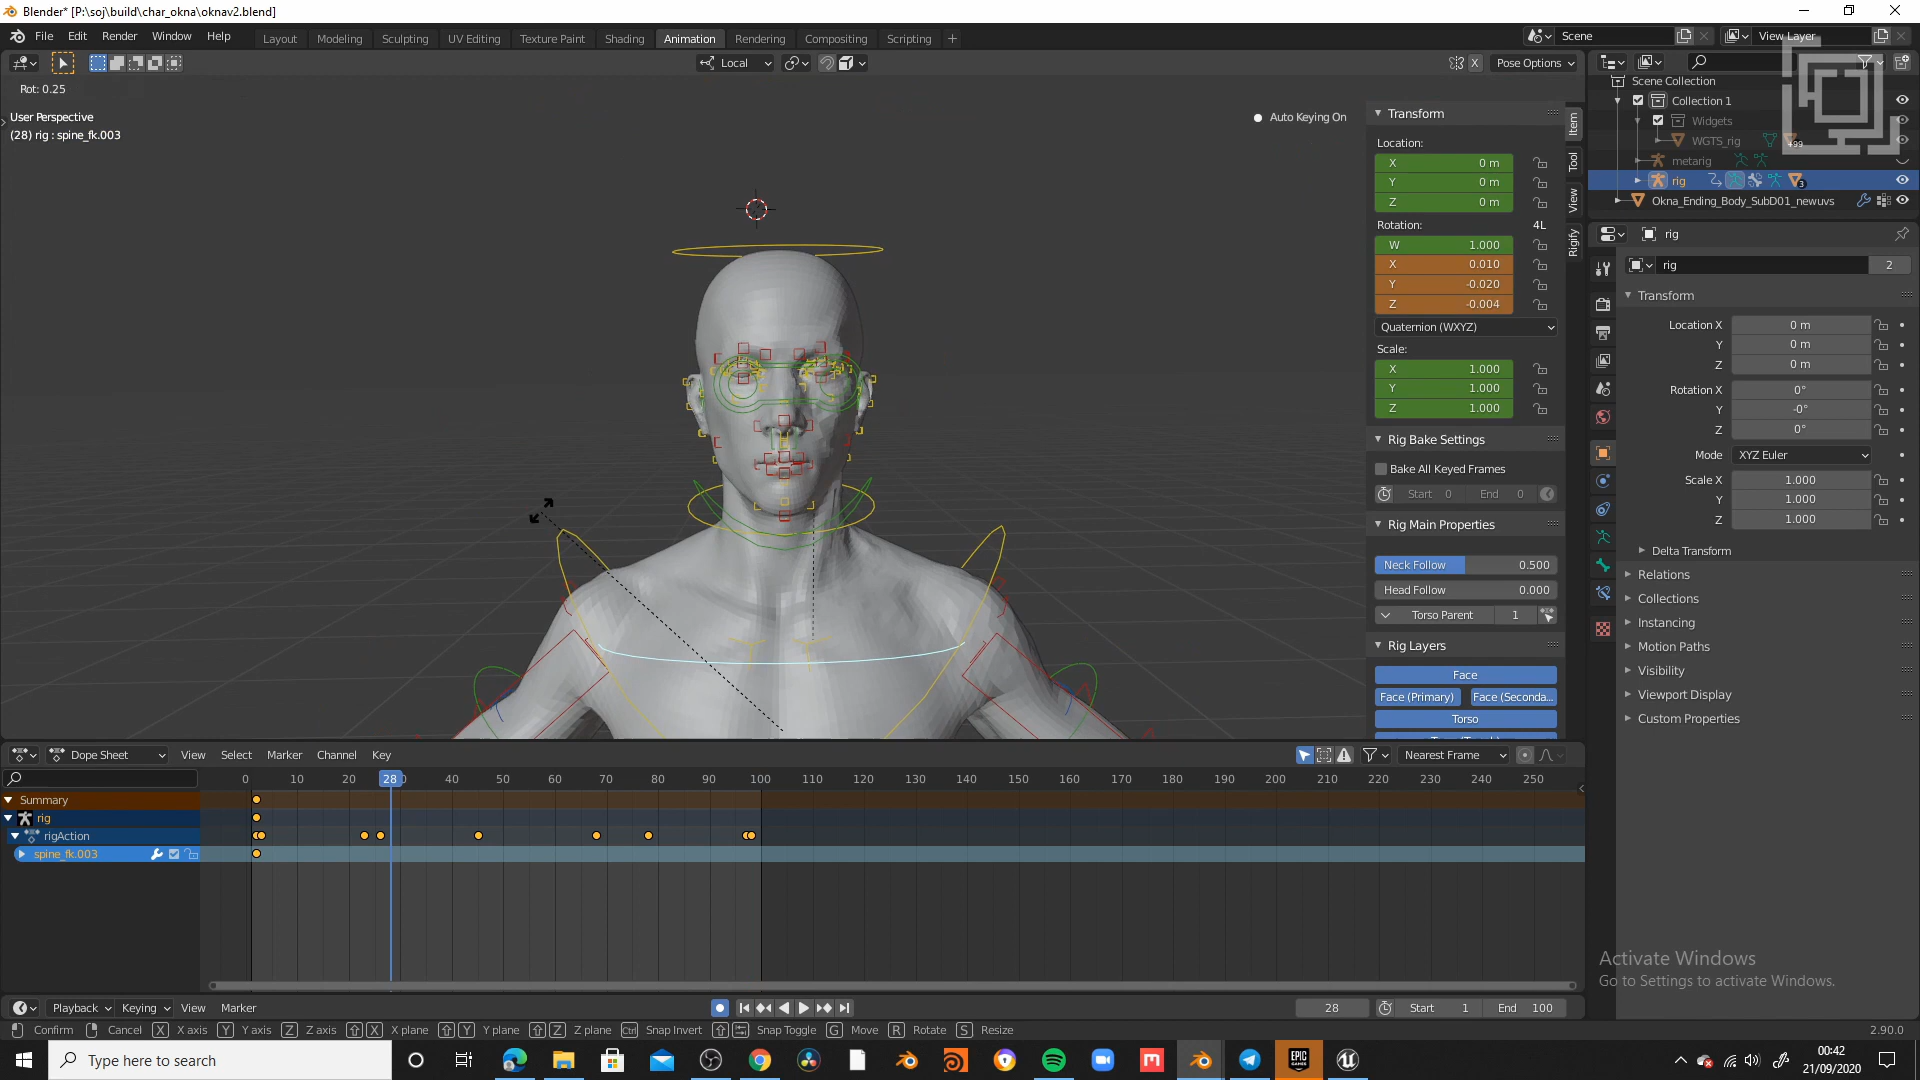 Blender* [P:\soj\build\char_okna\oknav2.blend]
File Edit Render Window Help
Layout Modeling Sculpting UV Editing Texture Paint Shading Animation Rendering Compositing Scripting +
Scene
View Layer
Local
X
Pose Options
Rot: 0.25
User Perspective
(28) rig : spine_fk.003
Auto Keying On
Transform
Location:
X 0 m
Y 0 m
Z 0 m
Rotation: 4L
W 1.000
X 0.010
Y -0.020
Z -0.004
Quaternion (WXYZ)
Scale:
X 1.000
Y 1.000
Z 1.000
Rig Bake Settings
Bake All Keyed Frames
Start 0 End 0
Rig Main Properties
Neck Follow 0.500
Head Follow 0.000
Torso Parent 1
Rig Layers
Face
Face (Primary) Face (Seconda...
Torso
Item
Tool
View
Rigify
Scene Collection
Collection 1
Widgets
WGTS_rig
+99
metarig
rig
3
Okna_Ending_Body_SubD01_newuvs
rig
rig 2
Transform
Location X 0 m
Y 0 m
Z 0 m
Rotation X 0°
Y -0°
Z 0°
Mode XYZ Euler
Scale X 1.000
Y 1.000
Z 1.000
Delta Transform
Relations
Collections
Instancing
Motion Paths
Visibility
Viewport Display
Custom Properties
Activate Windows
Go to Settings to activate Windows.
Dope Sheet View Select Marker Channel Key
Nearest Frame
0 10 20 28 0 40 50 60 70 80 90 100 110 120 130 140 150 160 170 180 190 200 210 220 230 240 250
Summary
rig
rigAction
spine_fk.003
Playback Keying View Marker
28 Start 1 End 100
Confirm Cancel X X axis Y Y axis Z Z axis X X plane Y Y plane Z Z plane Ctrl Snap Invert Snap Toggle G Move R Rotate S Resize
2.90.0
Type here to search
EPIC GAMES
00:42
21/09/2020